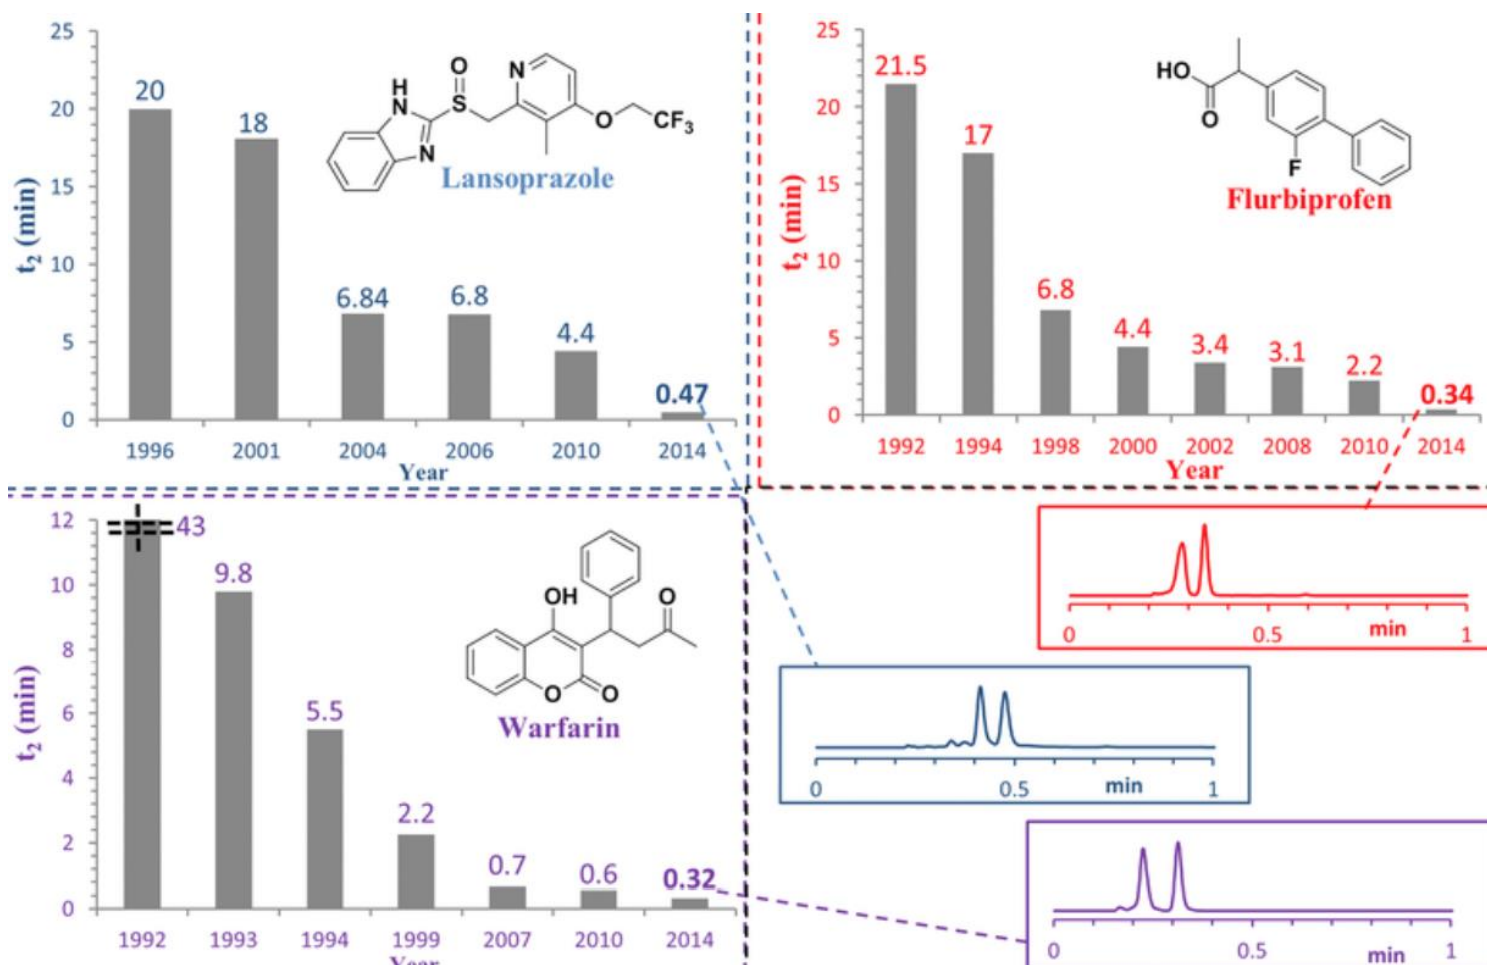 25
20
15
10
5
0
t₂ (min)
20
18
6.84
6.8
4.4
0.47
1996 2001 2004 2006 2010 2014
Year
O
S
H
N
N
N
O
CF₃
Lansoprazole
25
20
15
10
5
0
t₂ (min)
21.5
17
6.8
4.4
3.4
3.1
2.2
0.34
1992 1994 1998 2000 2002 2008 2010 2014
Year
HO
O
F
Flurbiprofen
12
10
8
6
4
2
0
t₂ (min)
43
9.8
5.5
2.2
0.7
0.6
0.32
1992 1993 1994 1999 2007 2010 2014
Year
OH
O
O
O
Warfarin
0 0.5 min 1
0 0.5 min 1
0 0.5 min 1